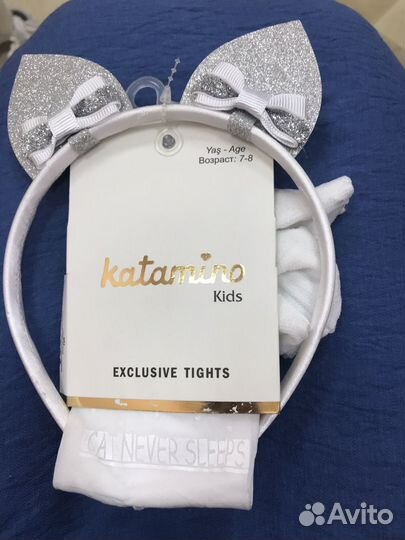 Yaş - Age
Возраст: 7-8
katamino
Kids
EXCLUSIVE TIGHTS
CAT NEVER SLEEPS
Avito